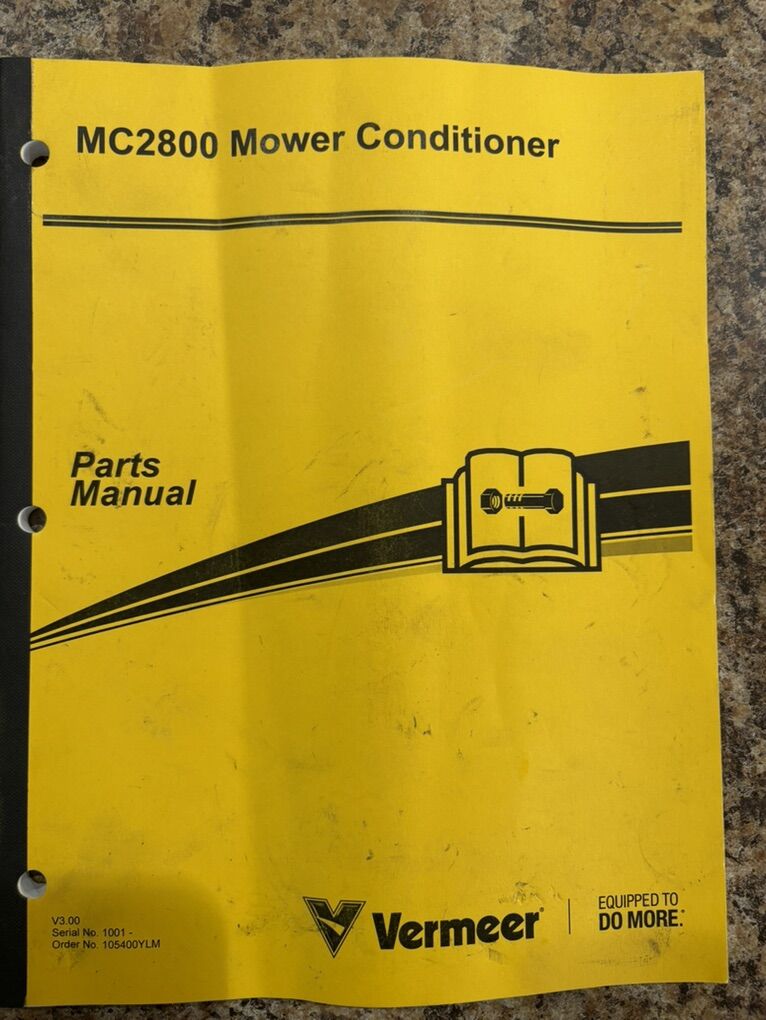 MC2800 Mower Conditioner
Parts
Manual
V3.00
Serial No. 1001 -
Order No. 105400YLM
Vermeer
EQUIPPED TO
DO MORE.